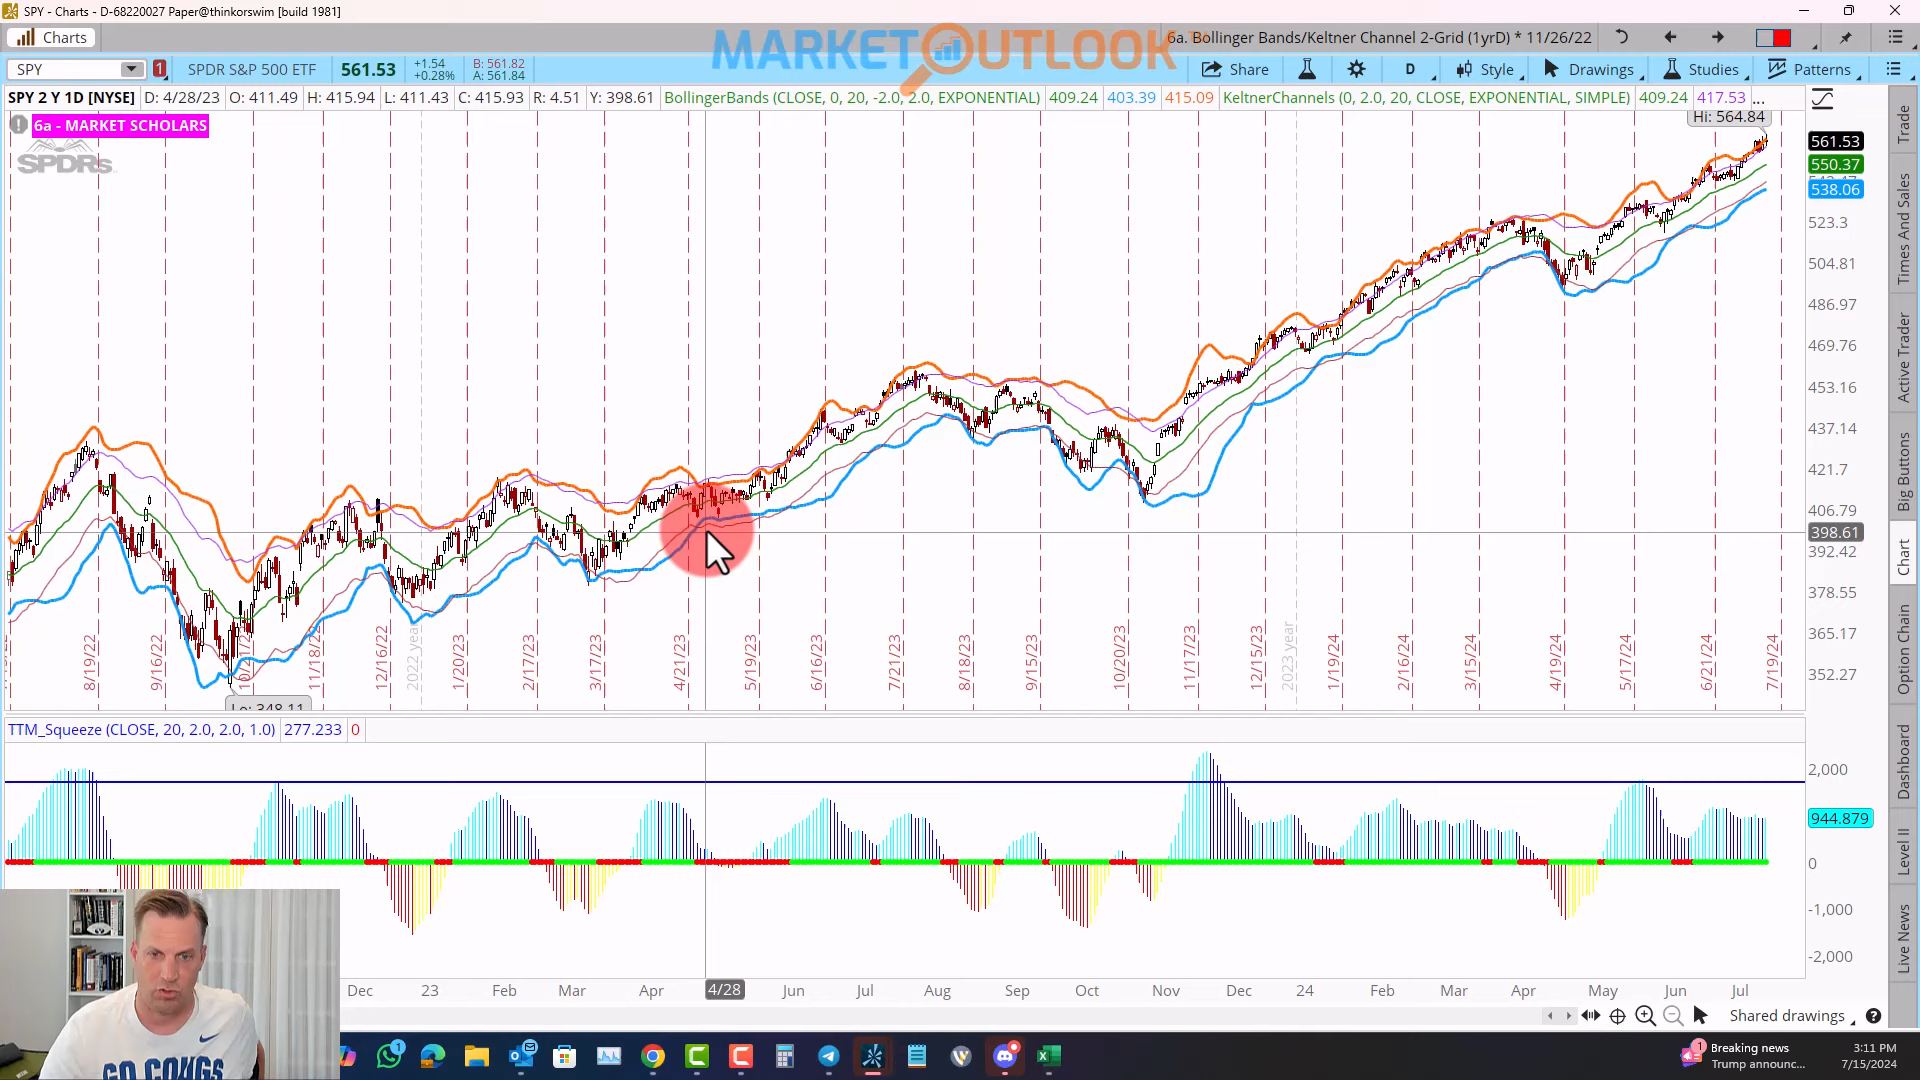 SPY - Charts - D-68220027 Paper@thinkorswim [build 1981]
Charts
MARKET OUTLOOK
6a. Bollinger Bands/Keltner Channel 2-Grid (1yrD) * 11/26/22
SPY
1
SPDR S&P 500 ETF
561.53
+1.54
+0.28%
B: 561.82
A: 561.84
Share
D
Style
Drawings
Studies
Patterns
SPY 2 Y 1D [NYSE] D: 4/28/23 O: 411.49 H: 415.94 L: 411.43 C: 415.93 R: 4.51 Y: 398.61 BollingerBands (CLOSE, 0, 20, -2.0, 2.0, EXPONENTIAL) 409.24 403.39 415.09 KeltnerChannels (0, 2.0, 20, CLOSE, EXPONENTIAL, SIMPLE) 409.24 417.53 ...
6a - MARKET SCHOLARS
SPDRs
Hi: 564.84
561.53
550.37
538.06
523.3
504.81
486.97
469.76
453.16
437.14
421.7
406.79
398.61
392.42
378.55
365.17
352.27
Lo: 348.11
8/19/22
9/16/22
10/21/22
11/18/22
12/16/22
2022 year
1/20/23
2/17/23
3/17/23
4/21/23
5/19/23
6/16/23
7/21/23
8/18/23
9/15/23
10/20/23
11/17/23
12/15/23
2023 year
1/19/24
2/16/24
3/15/24
4/19/24
5/17/24
6/21/24
7/19/24
TTM_Squeeze (CLOSE, 20, 2.0, 2.0, 1.0) 277.233 0
2,000
944.879
0
-1,000
-2,000
Dec 23 Feb Mar Apr 4/28 Jun Jul Aug Sep Oct Nov Dec 24 Feb Mar Apr May Jun Jul
Shared drawings
Trade
Times And Sales
Active Trader
Big Buttons
Chart
Option Chain
Dashboard
Level II
Live News
GO COUGS
1
1
Breaking news
Trump announc...
3:11 PM
7/15/2024